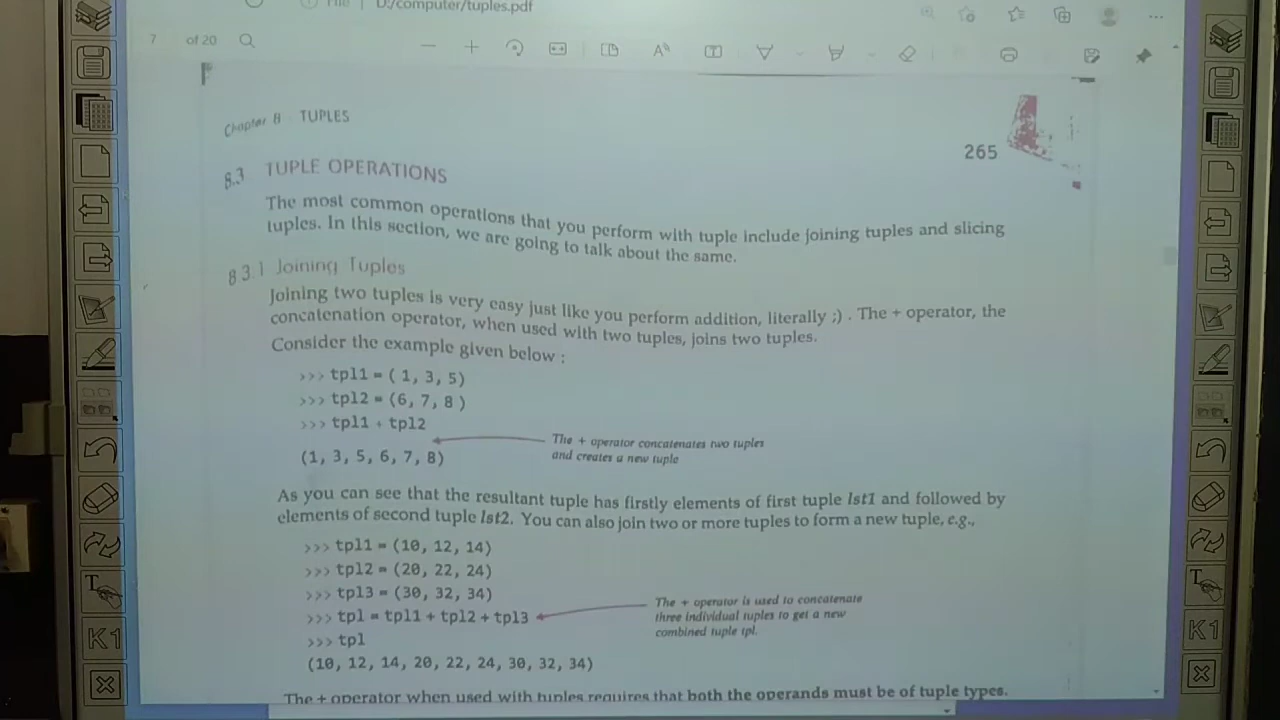 File | D:/computer/tuples.pdf
7 of 20
Chapter 8 TUPLES
265
8.3 TUPLE OPERATIONS
The most common operations that you perform with tuple include joining tuples and slicing
tuples. In this section, we are going to talk about the same.
8.3.1 Joining Tuples
Joining two tuples is very easy just like you perform addition, literally ;) . The + operator, the
concatenation operator, when used with two tuples, joins two tuples.
Consider the example given below :
>>> tpl1 = ( 1, 3, 5)
>>> tpl2 = (6, 7, 8 )
>>> tpl1 + tpl2
(1, 3, 5, 6, 7, 8)
The + operator concatenates two tuples
and creates a new tuple
As you can see that the resultant tuple has firstly elements of first tuple lst1 and followed by
elements of second tuple lst2. You can also join two or more tuples to form a new tuple, e.g.,
>>> tpl1 = (10, 12, 14)
>>> tpl2 = (20, 22, 24)
>>> tpl3 = (30, 32, 34)
>>> tpl = tpl1 + tpl2 + tpl3
>>> tpl
(10, 12, 14, 20, 22, 24, 30, 32, 34)
The + operator is used to concatenate
three individual tuples to get a new
combined tuple tpl.
The + operator when used with tuples requires that both the operands must be of tuple types.
K1
K1